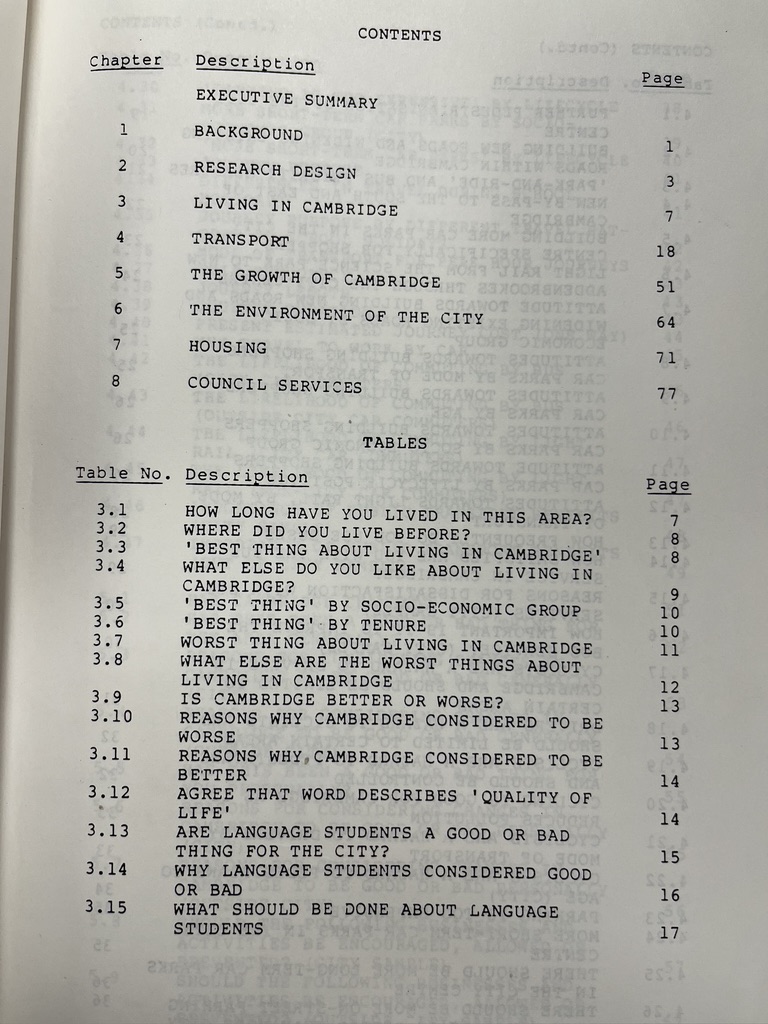 CONTENTS
Chapter Description Page
EXECUTIVE SUMMARY
1 BACKGROUND 1
2 RESEARCH DESIGN 3
3 LIVING IN CAMBRIDGE 7
4 TRANSPORT 18
5 THE GROWTH OF CAMBRIDGE 51
6 THE ENVIRONMENT OF THE CITY 64
7 HOUSING 71
8 COUNCIL SERVICES 77
TABLES
Table No. Description Page
3.1 HOW LONG HAVE YOU LIVED IN THIS AREA? 7
3.2 WHERE DID YOU LIVE BEFORE? 8
3.3 'BEST THING ABOUT LIVING IN CAMBRIDGE' 8
3.4 WHAT ELSE DO YOU LIKE ABOUT LIVING IN
CAMBRIDGE? 9
3.5 'BEST THING' BY SOCIO-ECONOMIC GROUP 10
3.6 'BEST THING' BY TENURE 10
3.7 WORST THING ABOUT LIVING IN CAMBRIDGE 11
3.8 WHAT ELSE ARE THE WORST THINGS ABOUT
LIVING IN CAMBRIDGE 12
3.9 IS CAMBRIDGE BETTER OR WORSE? 13
3.10 REASONS WHY CAMBRIDGE CONSIDERED TO BE
WORSE 13
3.11 REASONS WHY CAMBRIDGE CONSIDERED TO BE
BETTER 14
3.12 AGREE THAT WORD DESCRIBES 'QUALITY OF
LIFE' 14
3.13 ARE LANGUAGE STUDENTS A GOOD OR BAD
THING FOR THE CITY? 15
3.14 WHY LANGUAGE STUDENTS CONSIDERED GOOD
OR BAD 16
3.15 WHAT SHOULD BE DONE ABOUT LANGUAGE
STUDENTS 17